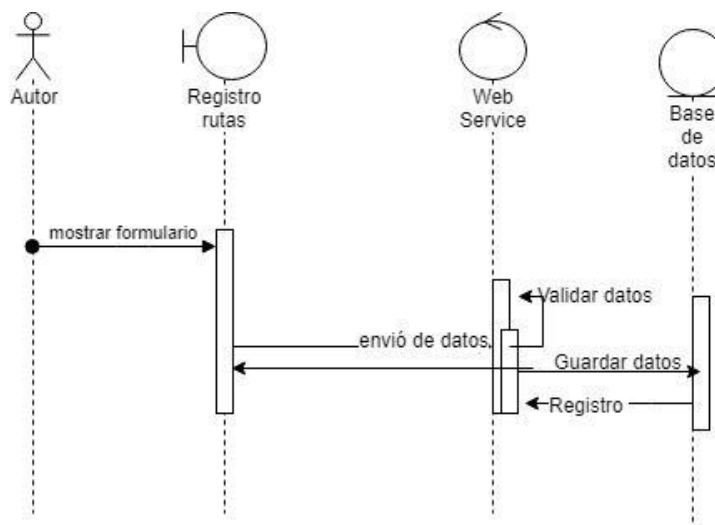 Autor
Registro
rutas
Web
Service
Base
de
datos
mostrar formulario
Validar datos
envió de datos
Guardar datos
Registro